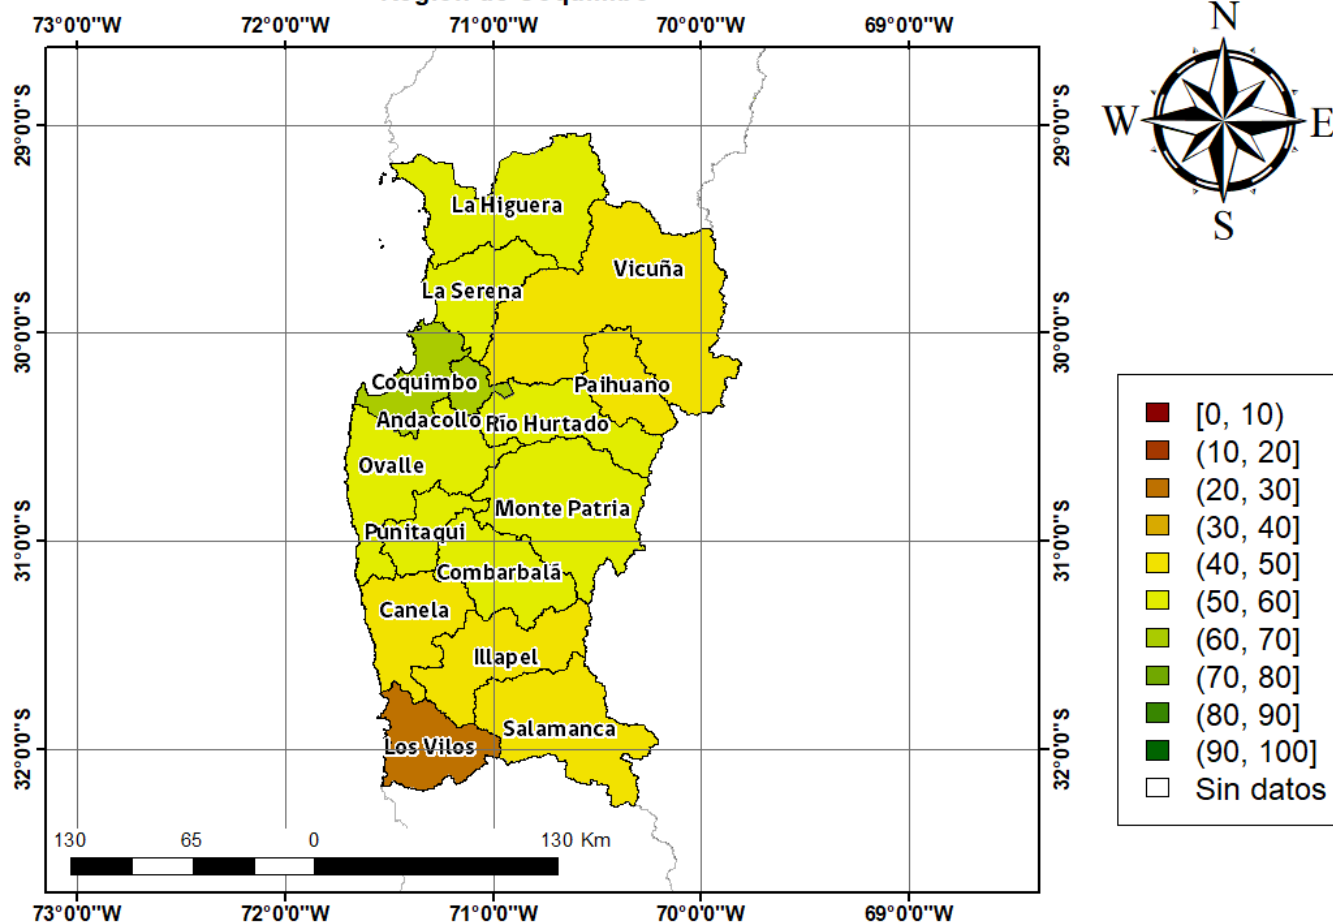 Región de Coquimbo
73°0'0"W 72°0'0"W 71°0'0"W 70°0'0"W 69°0'0"W
N
W E
S
29°0'0"S 29°0'0"S
La Higuera
Vicuña
La Serena
30°0'0"S 30°0'0"S
Coquimbo Paihuano
Andacollo Río Hurtado
Ovalle
Monte Patria
Punitaqui
31°0'0"S 31°0'0"S
Combarbalá
Canela
Illapel
Salamanca
Los Vilos
32°0'0"S 32°0'0"S
130 65 0 130 Km
73°0'0"W 72°0'0"W 71°0'0"W 70°0'0"W 69°0'0"W
[0, 10)
(10, 20]
(20, 30]
(30, 40]
(40, 50]
(50, 60]
(60, 70]
(70, 80]
(80, 90]
(90, 100]
Sin datos